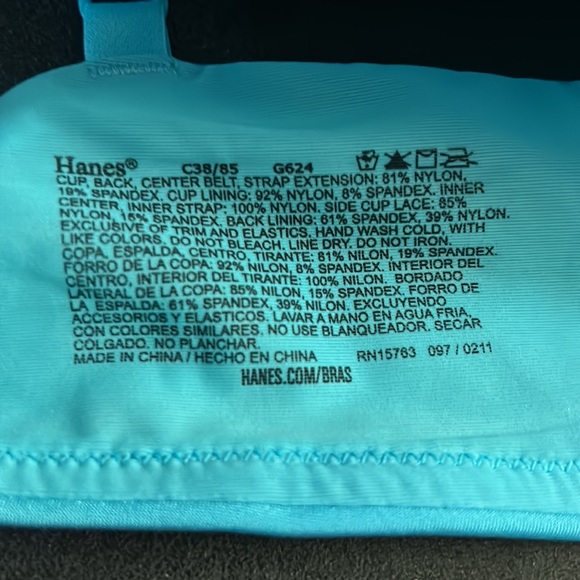 Hanes® C38/85 G624
CUP, BACK, CENTER BELT, STRAP EXTENSION: 81% NYLON,
19% SPANDEX. CUP LINING: 92% NYLON, 8% SPANDEX. INNER
CENTER, INNER STRAP: 100% NYLON. SIDE CUP LACE: 85%
NYLON, 15% SPANDEX. BACK LINING: 61% SPANDEX, 39% NYLON.
EXCLUSIVE OF TRIM AND ELASTICS. HAND WASH COLD, WITH
LIKE COLORS. DO NOT BLEACH. LINE DRY. DO NOT IRON.
COPA, ESPALDA, CENTRO, TIRANTE: 81% NILON, 19% SPANDEX.
FORRO DE LA COPA: 92% NILON, 8% SPANDEX. INTERIOR DEL
CENTRO, INTERIOR DEL TIRANTE: 100% NILON. BORDADO
LATERAL DE LA COPA: 85% NILON, 15% SPANDEX. FORRO DE
LA ESPALDA: 61% SPANDEX, 39% NILON. EXCLUYENDO
ACCESORIOS Y ELASTICOS. LAVAR A MANO EN AGUA FRIA,
CON COLORES SIMILARES. NO USE BLANQUEADOR. SECAR
COLGADO. NO PLANCHAR.
MADE IN CHINA / HECHO EN CHINA RN15763 097 / 0211
HANES.COM/BRAS